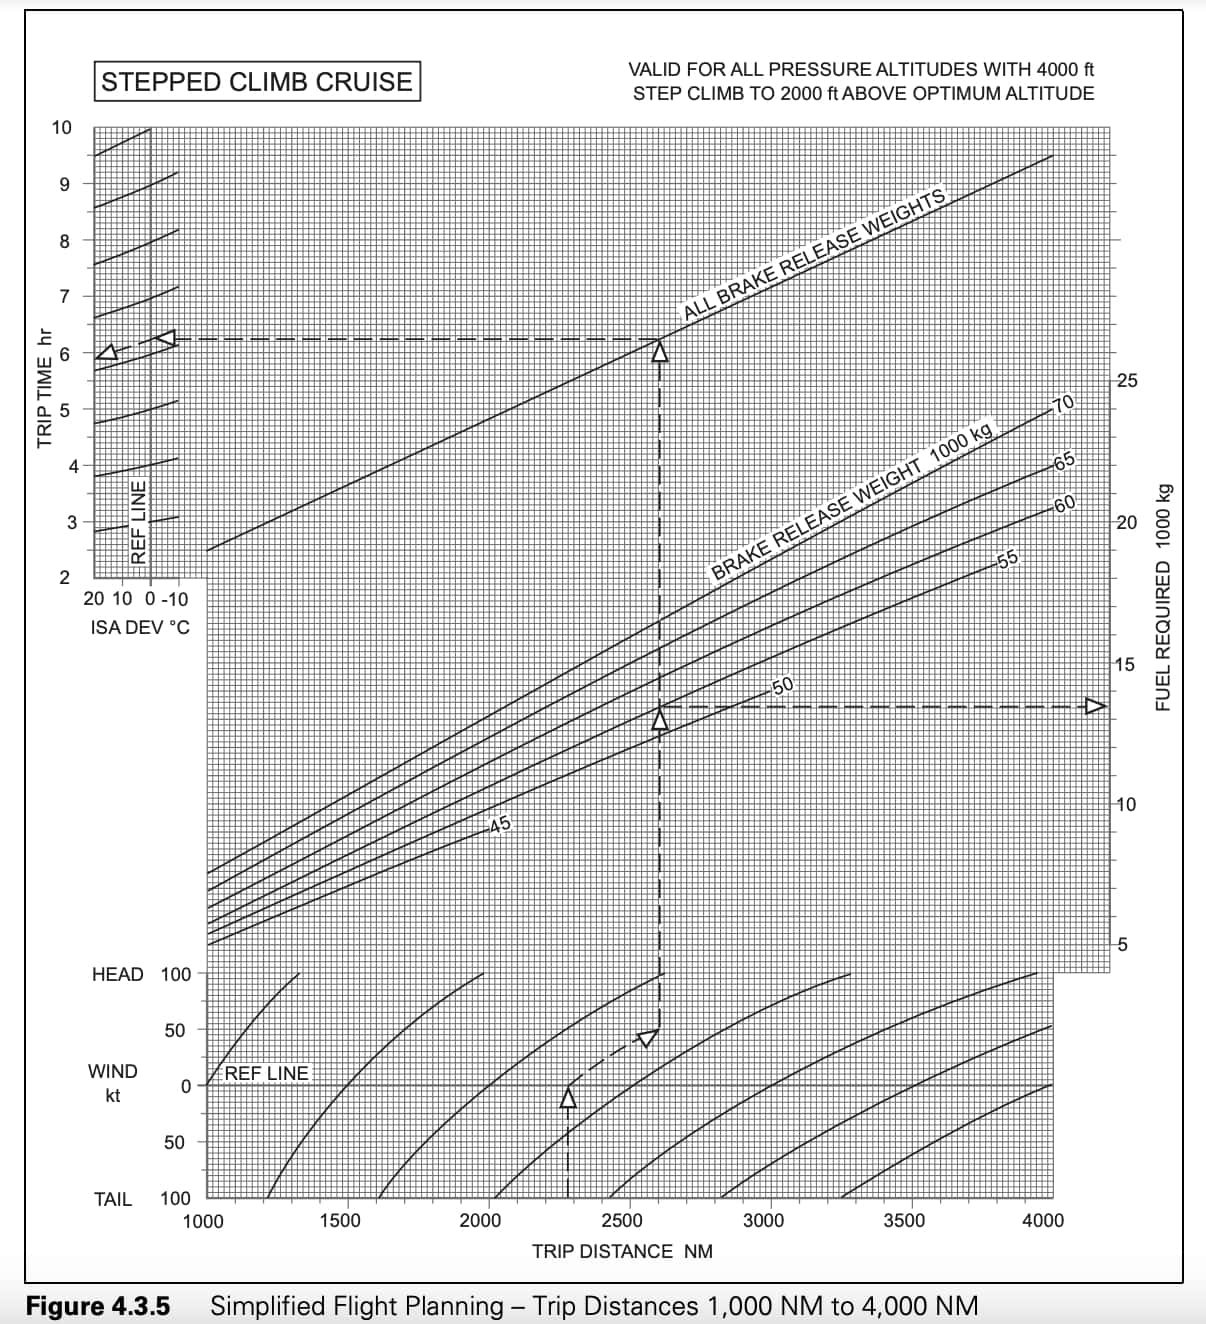 STEPPED CLIMB CRUISE
VALID FOR ALL PRESSURE ALTITUDES WITH 4000 ft
STEP CLIMB TO 2000 ft ABOVE OPTIMUM ALTITUDE
10
9
8
7
6
5
4
3
2
TRIP TIME hr
REF LINE
20 10 0 -10
ISA DEV °C
ALL BRAKE RELEASE WEIGHTS
BRAKE RELEASE WEIGHT 1000 kg
70
65
60
55
50
45
25
20
15
10
5
FUEL REQUIRED 1000 kg
HEAD 100
50
WIND
kt
0
50
TAIL 100
REF LINE
1000 1500 2000 2500 3000 3500 4000
TRIP DISTANCE NM
Figure 4.3.5 Simplified Flight Planning – Trip Distances 1,000 NM to 4,000 NM